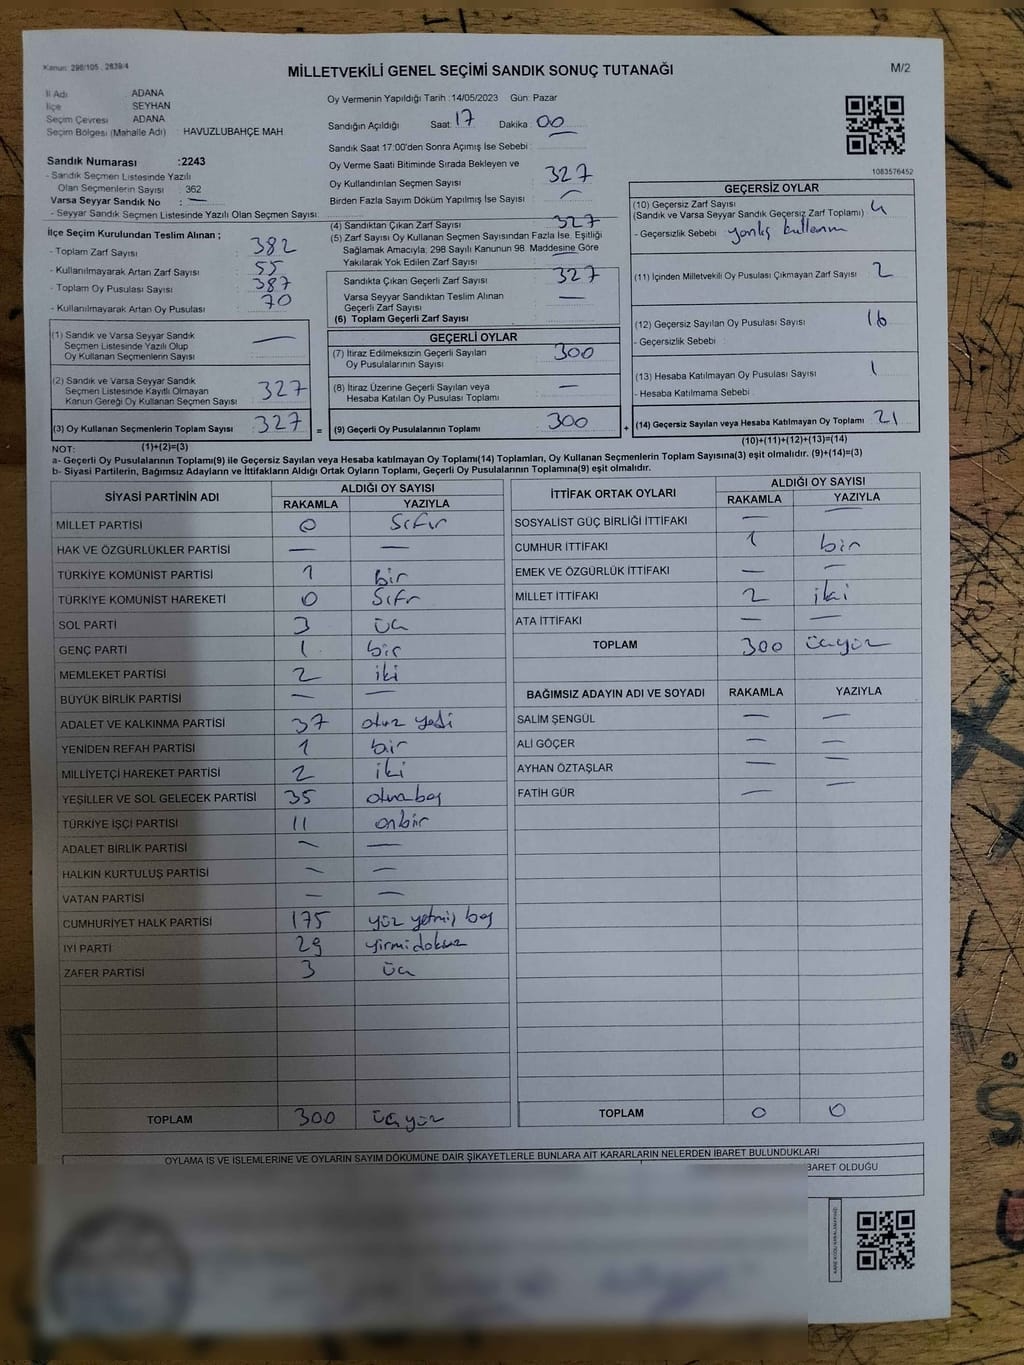 Kanun: 298/105, 2839/4
MİLLETVEKİLİ GENEL SEÇİMİ SANDIK SONUÇ TUTANAĞI
M/2
İl Adı ADANA
İlçe SEYHAN
Seçim Çevresi ADANA
Seçim Bölgesi (Mahalle Adı) : HAVUZLUBAHÇE MAH
Oy Vermenin Yapıldığı Tarih :14/05/2023 Gün: Pazar
Sandığın Açıldığı Saat: 17 Dakika : 00
Sandık Saat 17:00'den Sonra Açımış İse Sebebi :
Sandık Numarası :2243
- Sandık Seçmen Listesinde Yazılı
Olan Seçmenlerin Sayısı : 362
Varsa Seyyar Sandık No : —
- Seyyar Sandık Seçmen Listesinde Yazılı Olan Seçmen Sayısı:
Oy Verme Saati Bitiminde Sırada Bekleyen ve
Oy Kullandırılan Seçmen Sayısı : 327
Birden Fazla Sayım Döküm Yapılmış İse Sayısı : —
1083576452
İlçe Seçim Kurulundan Teslim Alınan ;
- Toplam Zarf Sayısı : 382
- Kullanılmayarak Artan Zarf Sayısı : 55
- Toplam Oy Pusulası Sayısı : 387
- Kullanılmayarak Artan Oy Pusulası : 70
(4) Sandıktan Çıkan Zarf Sayısı : 327
(5) Zarf Sayısı Oy Kullanan Seçmen Sayısından Fazla İse, Eşitliği
Sağlamak Amacıyla; 298 Sayılı Kanunun 98. Maddesine Göre
Yakılarak Yok Edilen Zarf Sayısı : —
Sandıkta Çıkan Geçerli Zarf Sayısı : 327
Varsa Seyyar Sandıktan Teslim Alınan
Geçerli Zarf Sayısı : —
(6) Toplam Geçerli Zarf Sayısı :
GEÇERSİZ OYLAR
(10) Geçersiz Zarf Sayısı
(Sandık ve Varsa Seyyar Sandık Geçersiz Zarf Toplamı)
- Geçersizlik Sebebi : yanlış kullanım
(11) İçinden Milletvekili Oy Pusulası Çıkmayan Zarf Sayısı : 2
(12) Geçersiz Sayılan Oy Pusulası Sayısı : 16
- Geçersizlik Sebebi :
(13) Hesaba Katılmayan Oy Pusulası Sayısı : 1
- Hesaba Katılmama Sebebi :
(14) Geçersiz Sayılan veya Hesaba Katılmayan Oy Toplamı : 21
(10)+(11)+(12)+(13)=(14)
(1) Sandık ve Varsa Seyyar Sandık
Seçmen Listesinde Yazılı Olup
Oy Kullanan Seçmenlerin Sayısı : —
(2) Sandık ve Varsa Seyyar Sandık
Seçmen Listesinde Kayıtlı Olmayan
Kanun Gereği Oy Kullanan Seçmen Sayısı : 327
(3) Oy Kullanan Seçmenlerin Toplam Sayısı : 327 =
(1)+(2)=(3)
GEÇERLİ OYLAR
(7) İtiraz Edilmeksizin Geçerli Sayılan
Oy Pusulalarının Sayısı : 300
(8) İtiraz Üzerine Geçerli Sayılan veya
Hesaba Katılan Oy Pusulası Toplamı : —
(9) Geçerli Oy Pusulalarının Toplamı : 300 +
NOT:
a- Geçerli Oy Pusulalarının Toplamı(9) ile Geçersiz Sayılan veya Hesaba katılmayan Oy Toplamı(14) Toplamları, Oy Kullanan Seçmenlerin Toplam Sayısına(3) eşit olmalıdır. (9)+(14)=(3)
b- Siyasi Partilerin, Bağımsız Adayların ve İttifakların Aldığı Ortak Oyların Toplamı, Geçerli Oy Pusulalarının Toplamına(9) eşit olmalıdır.
SİYASİ PARTİNİN ADI ALDIĞI OY SAYISI
RAKAMLA YAZIYLA
MİLLET PARTİSİ 0 Sıfır
HAK VE ÖZGÜRLÜKLER PARTİSİ — —
TÜRKİYE KOMÜNİST PARTİSİ 1 bir
TÜRKİYE KOMÜNİST HAREKETİ 0 Sıfr
SOL PARTİ 3 üç
GENÇ PARTİ 1 bir
MEMLEKET PARTİSİ 2 iki
BÜYÜK BİRLİK PARTİSİ — —
ADALET VE KALKINMA PARTİSİ 37 otuz yedi
YENİDEN REFAH PARTİSİ 1 bir
MİLLİYETÇİ HAREKET PARTİSİ 2 iki
YEŞİLLER VE SOL GELECEK PARTİSİ 35 otuzbeş
TÜRKİYE İŞÇİ PARTİSİ 11 onbir
ADALET BİRLİK PARTİSİ — —
HALKIN KURTULUŞ PARTİSİ — —
VATAN PARTİSİ — —
CUMHURİYET HALK PARTİSİ 175 yüz yetmiş beş
İYİ PARTİ 29 yirmidokuz
ZAFER PARTİSİ 3 üç
TOPLAM 300 üçyüz
İTTİFAK ORTAK OYLARI ALDIĞI OY SAYISI
RAKAMLA YAZIYLA
SOSYALİST GÜÇ BİRLİĞİ İTTİFAKI — —
CUMHUR İTTİFAKI 1 bir
EMEK VE ÖZGÜRLÜK İTTİFAKI — —
MİLLET İTTİFAKI 2 iki
ATA İTTİFAKI — —
TOPLAM 300 üçyüz
BAĞIMSIZ ADAYIN ADI VE SOYADI RAKAMLA YAZIYLA
SALİM ŞENGÜL — —
ALİ GÖÇER — —
AYHAN ÖZTAŞLAR — —
FATİH GÜR — —
TOPLAM 0 0
OYLAMA İŞ VE İŞLEMLERİNE VE OYLARIN SAYIM DÖKÜMÜNE DAİR ŞİKAYETLERLE BUNLARA AİT KARARLARIN NELERDEN İBARET BULUNDUKLARI
BARET OLDUĞU